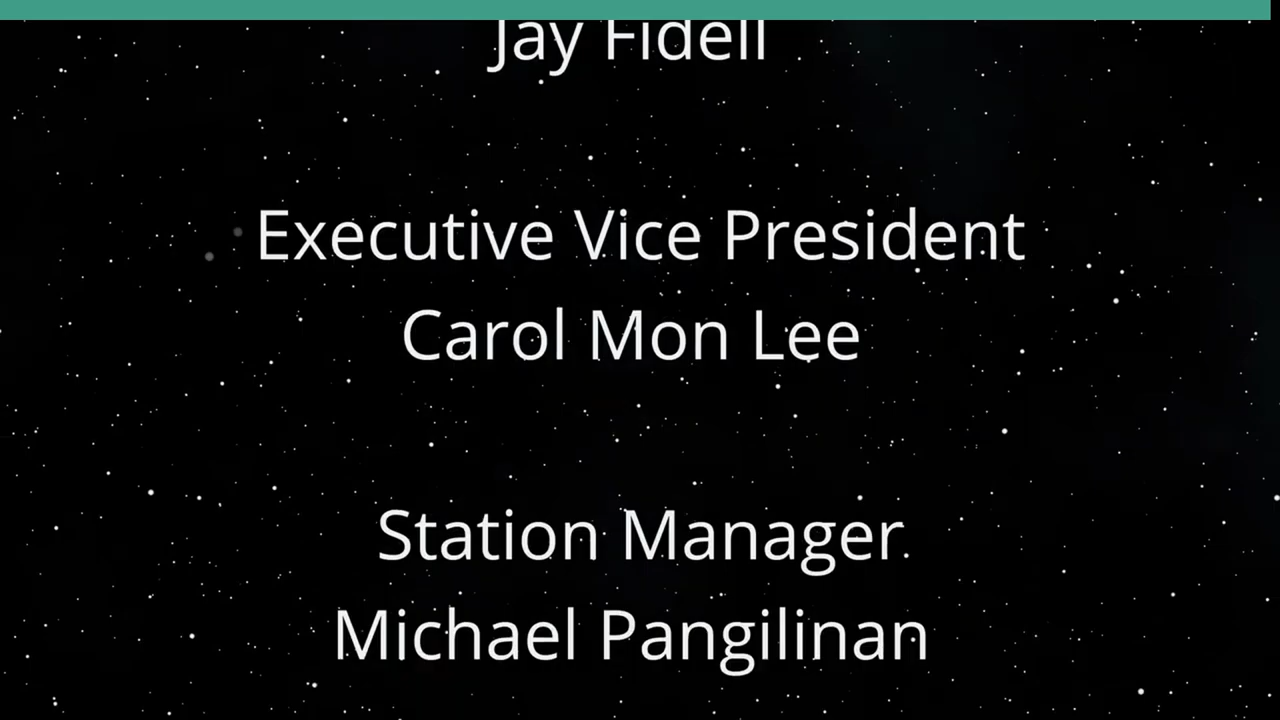 Jay Fidell
Executive Vice President
Carol Mon Lee
Station Manager
Michael Pangilinan